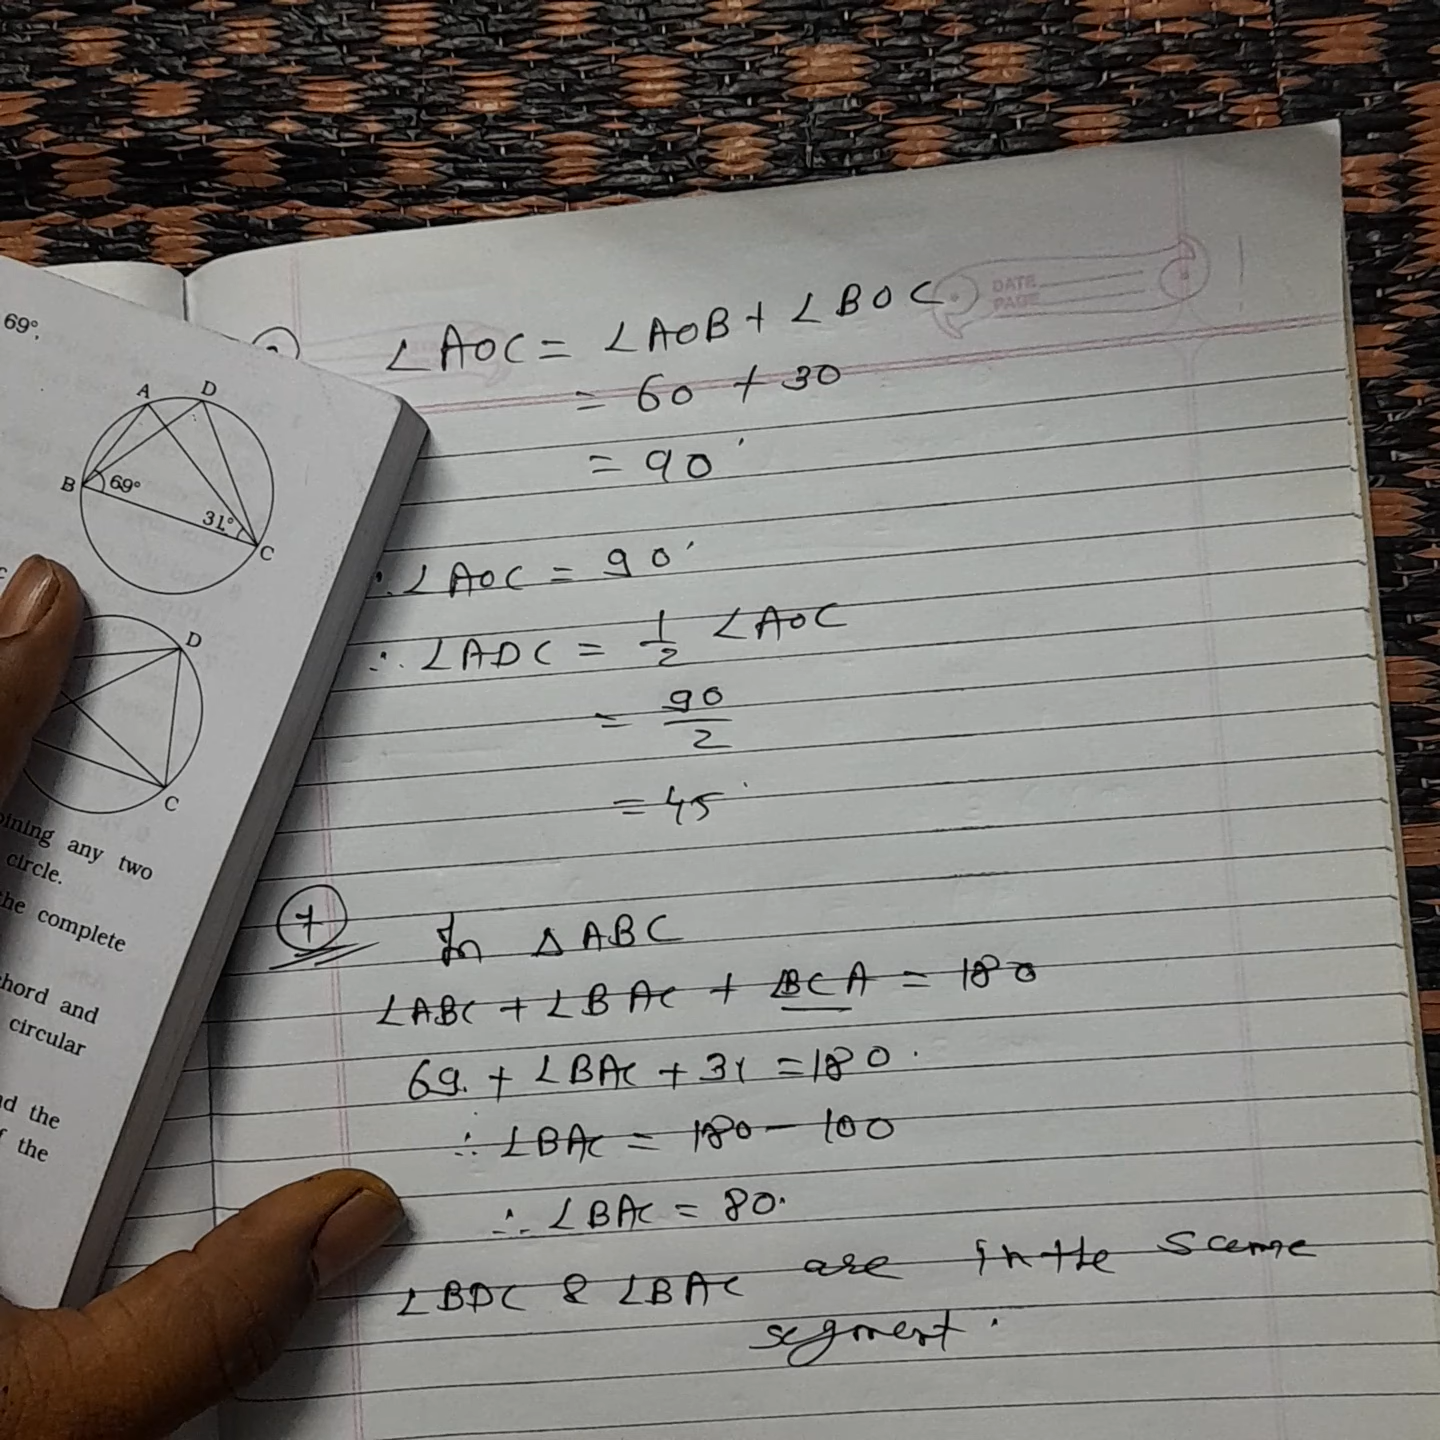 69°.
A D
B 69°
31°
C
D
C
oining any two
circle.
he complete
hord and
circular
d the
f the
DATE
PAGE
∠AOC = ∠AOB + ∠BOC
= 60 + 30
= 90°
∴ ∠AOC = 90°
∴ ∠ADC = 1/2 ∠AOC
= 90/2
= 45°
7 In △ABC
∠ABC + ∠BAC + ∠BCA = 180
69 + ∠BAC + 31 = 180°
∴ ∠BAC = 180 - 100
∴ ∠BAC = 80°
∠BDC & ∠BAC are in the same
segment.